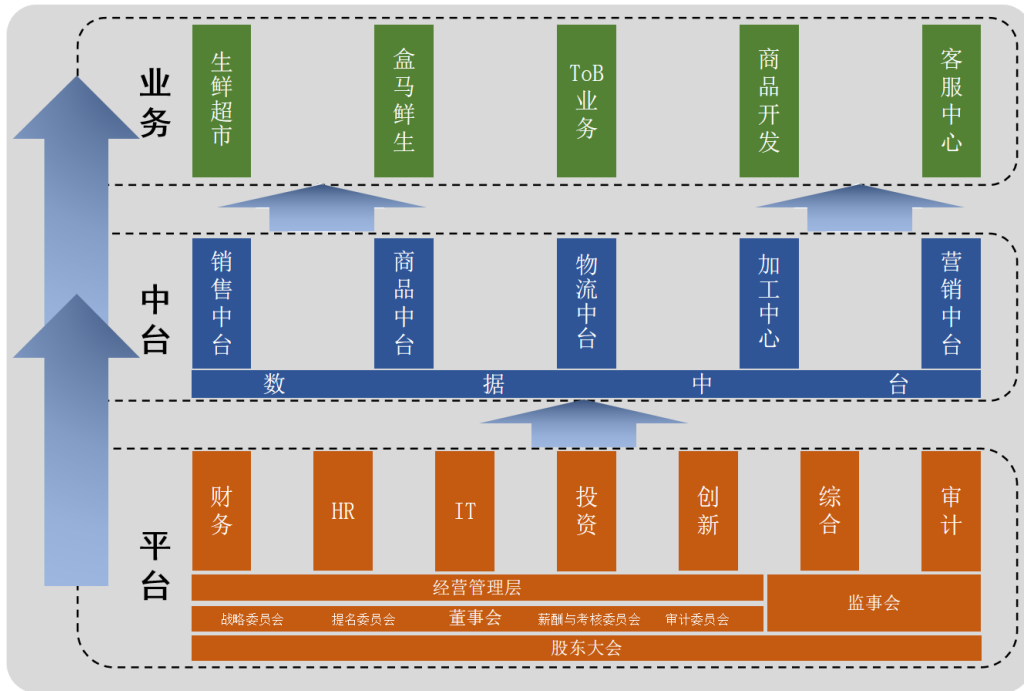 业务
生鲜超市
盒马鲜生
ToB业务
商品开发
客服中心
中台
销售中台
商品中台
物流中台
加工中心
营销中台
数据中台
平台
财务
HR
IT
投资
创新
综合
审计
经营管理层
监事会
战略委员会 提名委员会 董事会 薪酬与考核委员会 审计委员会
股东大会